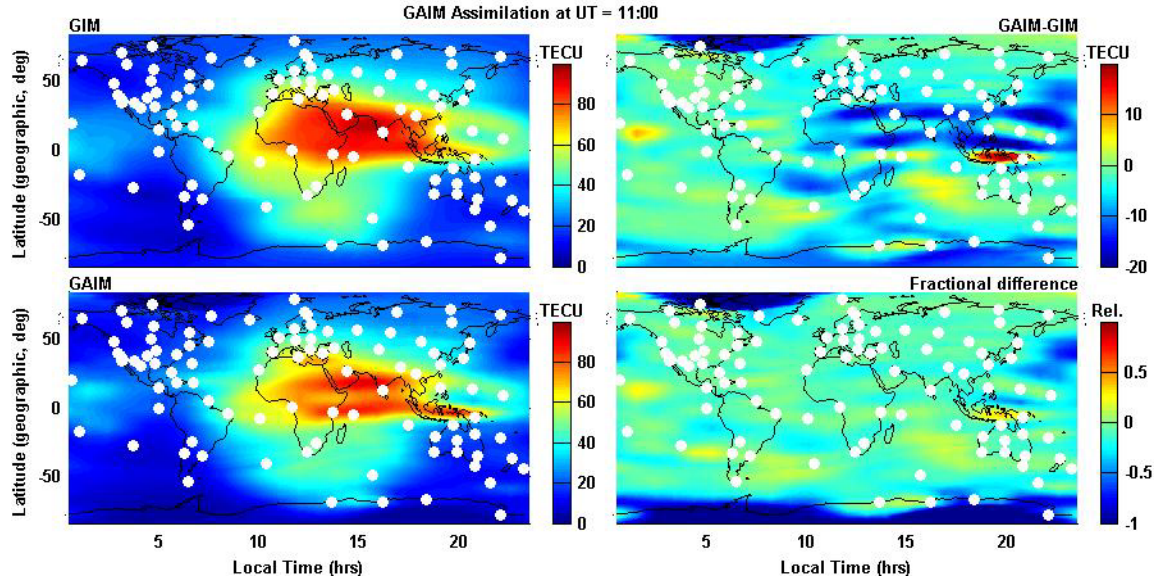 GAIM Assimilation at UT = 11:00
GIM
GAIM-GIM
TECU
TECU
Latitude (geographic, deg)
50
0
-50
80
60
40
20
0
10
0
-10
-20
GAIM
Fractional difference
TECU
Rel.
Latitude (geographic, deg)
50
0
-50
80
60
40
20
0
0.5
0
-0.5
-1
5
10
15
20
5
10
15
20
Local Time (hrs)
Local Time (hrs)